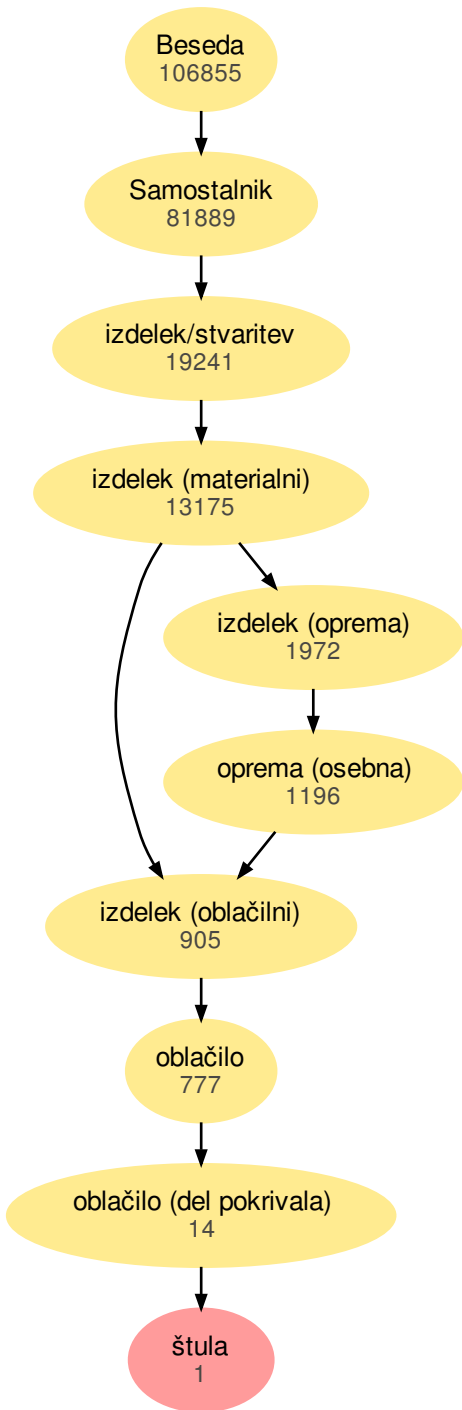 Beseda
106855
Samostalnik
81889
izdelek/stvaritev
19241
izdelek (materialni)
13175
izdelek (oprema)
1972
oprema (osebna)
1196
izdelek (oblačilni)
905
oblačilo
777
oblačilo (del pokrivala)
14
štula
1